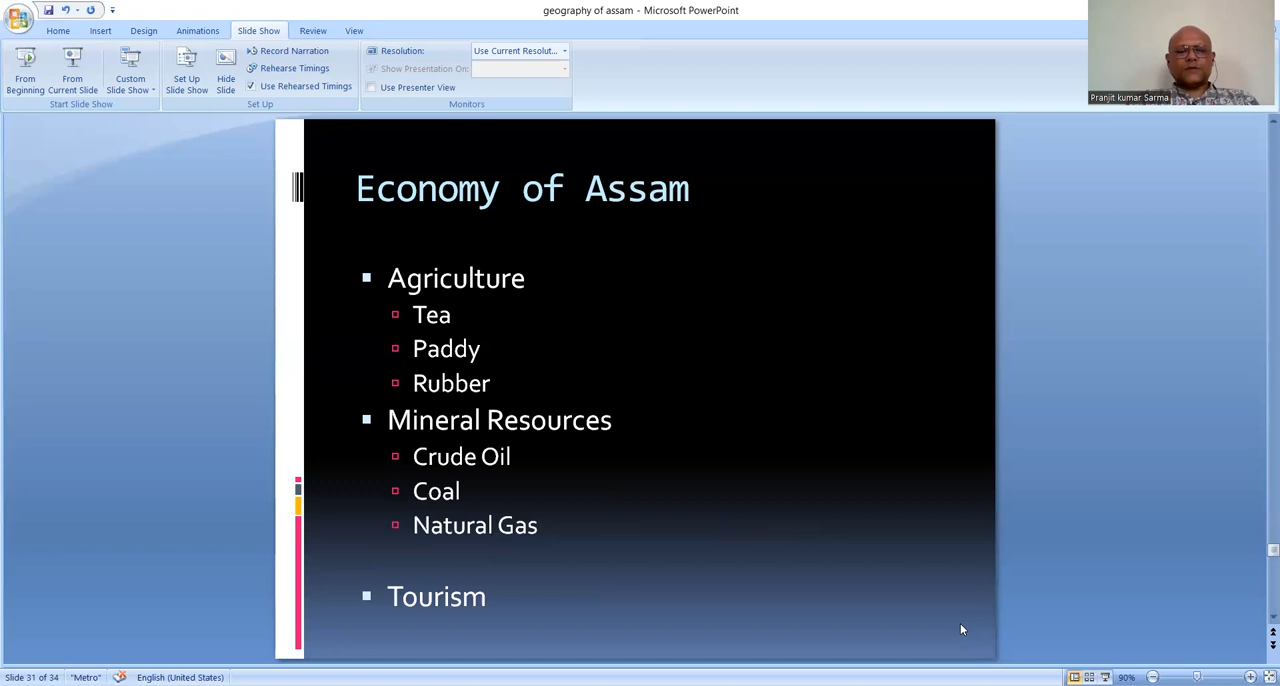 geography of assam - Microsoft PowerPoint
Home Insert Design Animations Slide Show Review View
From Beginning
From Current Slide
Custom Slide Show
Start Slide Show
Set Up Slide Show
Hide Slide
Record Narration
Rehearse Timings
Use Rehearsed Timings
Set Up
Resolution: Use Current Resolut...
Show Presentation On:
Use Presenter View
Monitors
Pranjit kumar Sarma
Economy of Assam
Agriculture
Tea
Paddy
Rubber
Mineral Resources
Crude Oil
Coal
Natural Gas
Tourism
Slide 31 of 34 "Metro" English (United States) 90%